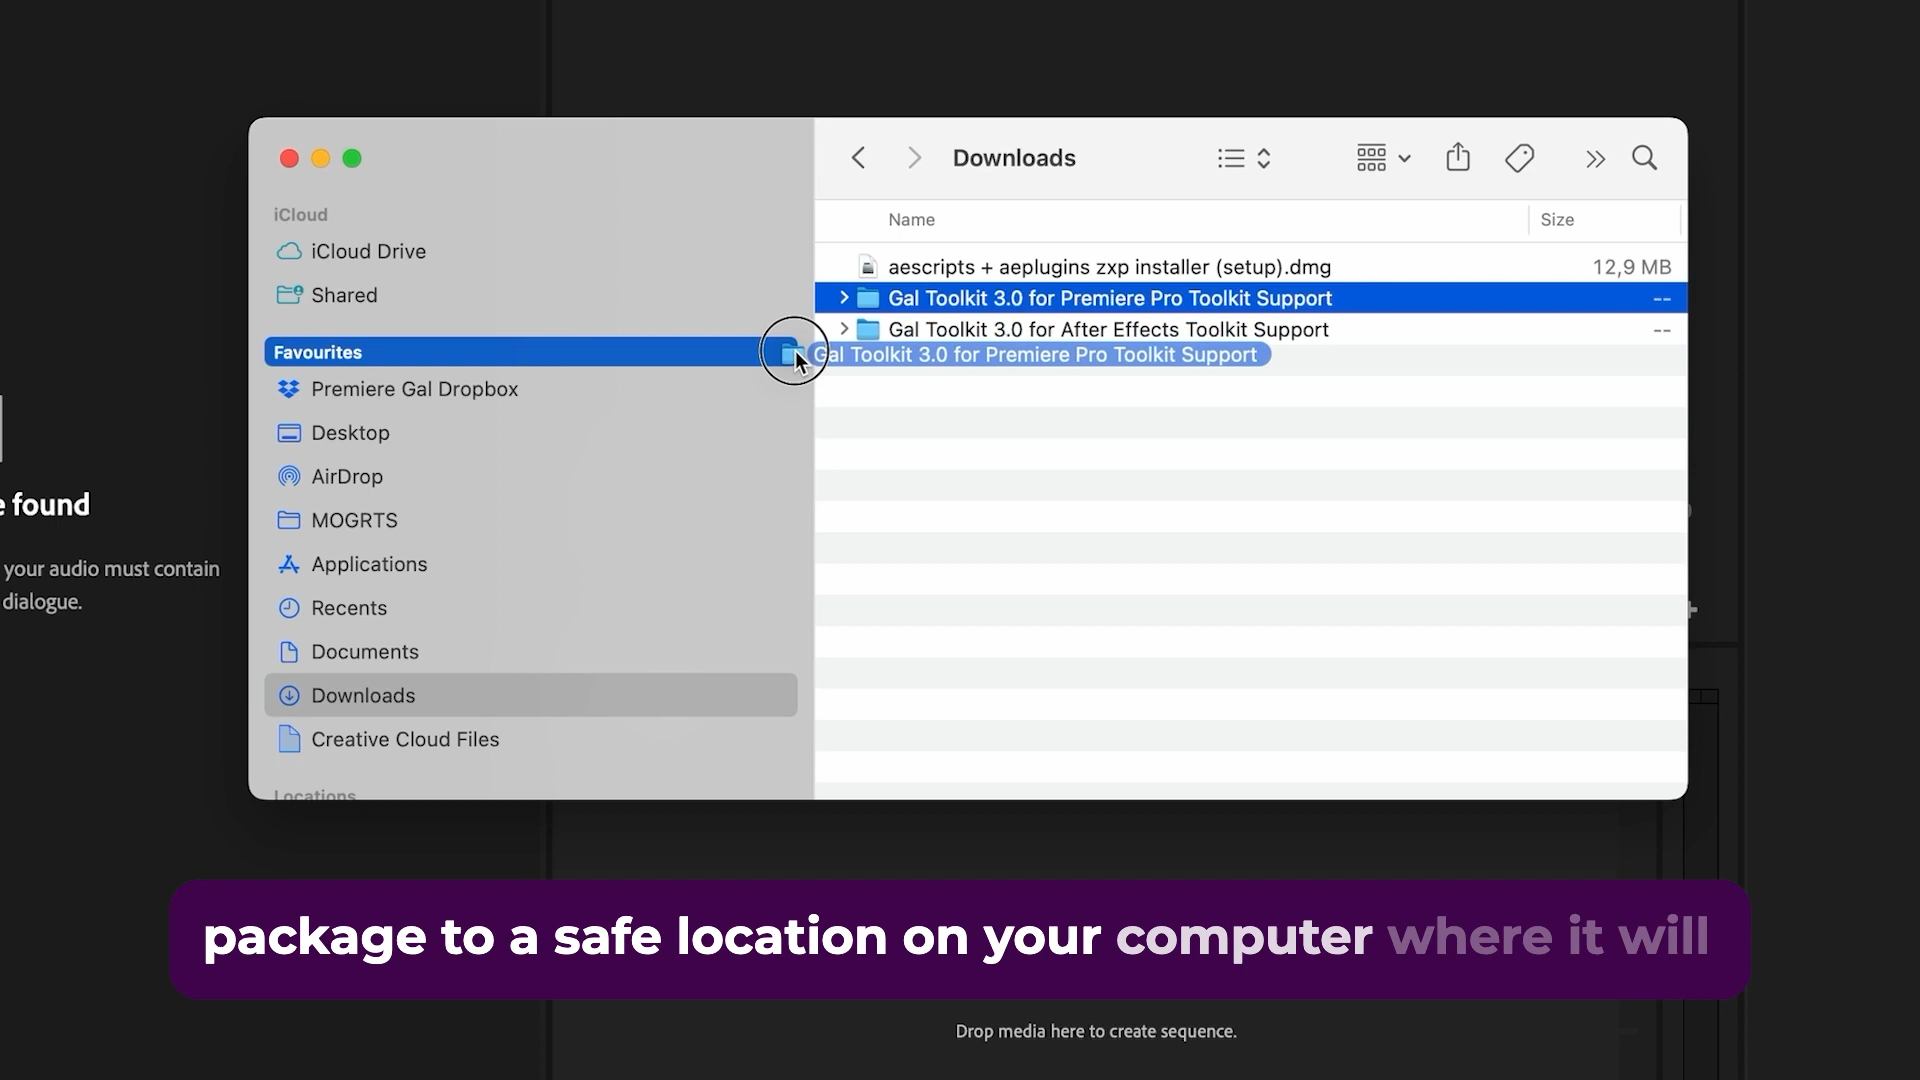 Downloads
iCloud
iCloud Drive
Shared
Favourites
Premiere Gal Dropbox
Desktop
AirDrop
MOGRTS
Applications
Recents
Documents
Downloads
Creative Cloud Files
Locations
Name
Size
aescripts + aeplugins zxp installer (setup).dmg
12,9 MB
Gal Toolkit 3.0 for Premiere Pro Toolkit Support
--
Gal Toolkit 3.0 for After Effects Toolkit Support
--
Gal Toolkit 3.0 for Premiere Pro Toolkit Support
e found
your audio must contain
dialogue.
package to a safe location on your computer where it will
Drop media here to create sequence.